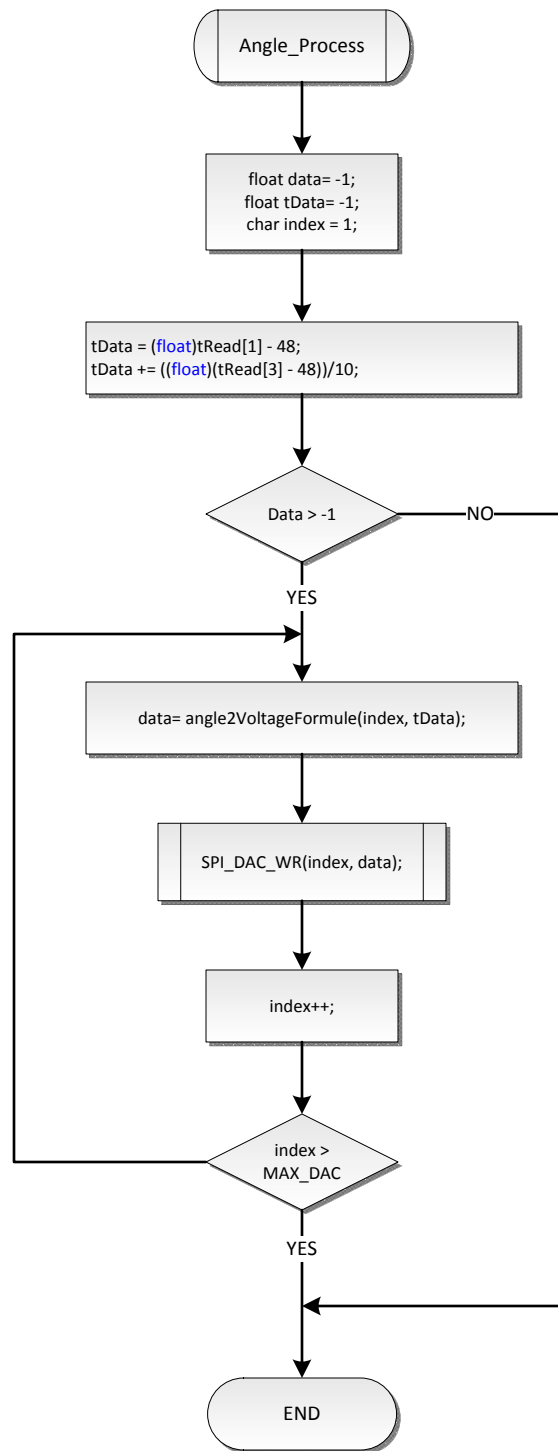 Angle_Process
float data= -1;
float tData= -1;
char index = 1;
tData = (float)tRead[1] - 48;
tData += ((float)(tRead[3] - 48))/10;
Data > -1
NO
YES
data= angle2VoltageFormule(index, tData);
SPI_DAC_WR(index, data);
index++;
index >
MAX_DAC
YES
END